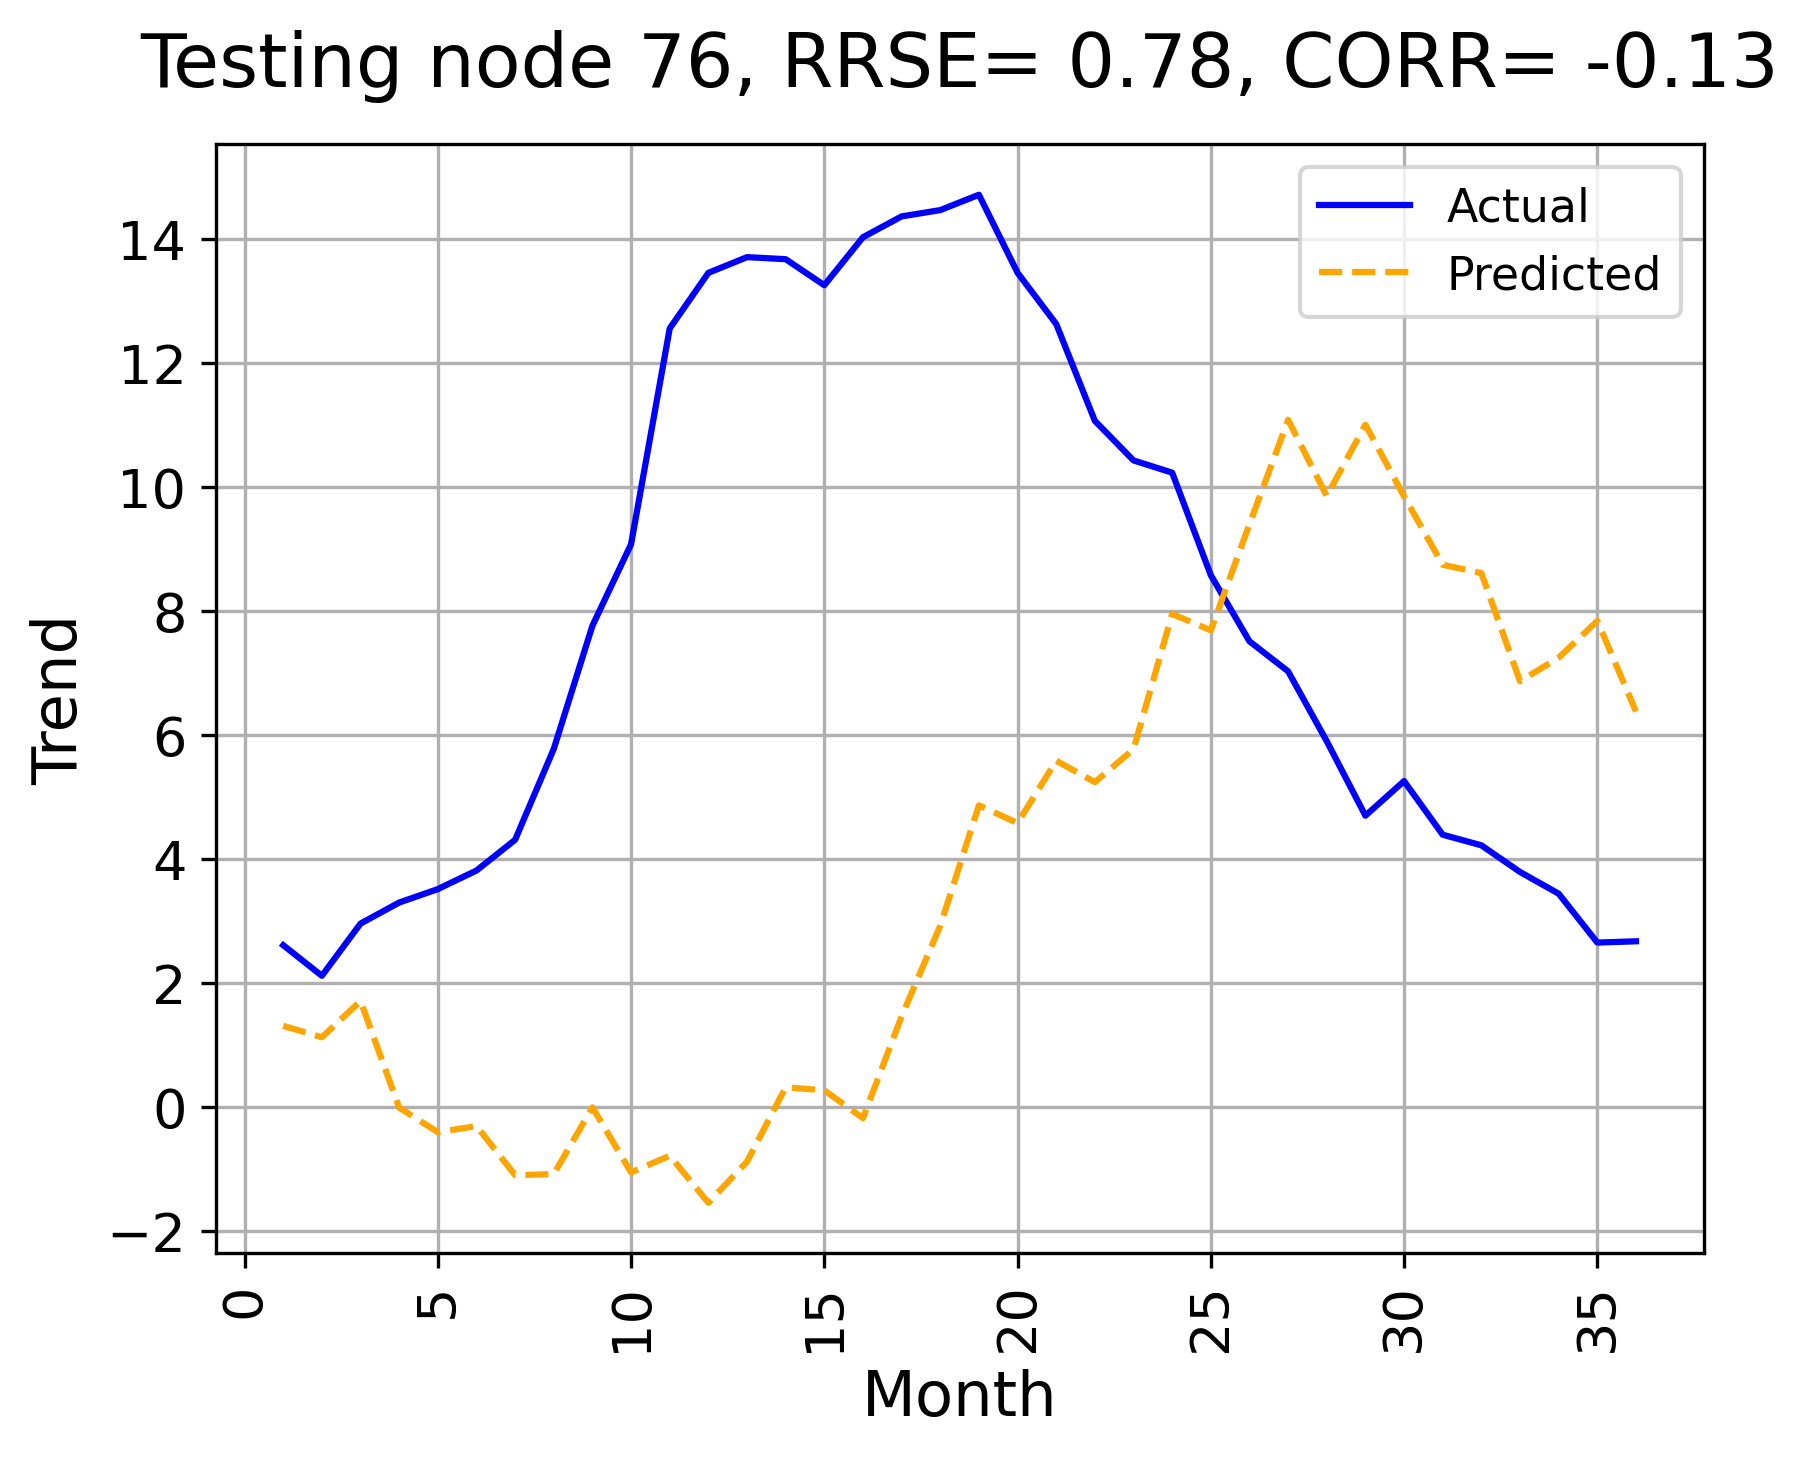 Testing node 76, RRSE= 0.78, CORR= -0.13
Actual
Predicted
Trend
14
12
10
8
6
4
2
0
−2
0 5 10 15 20 25 30 35
Month